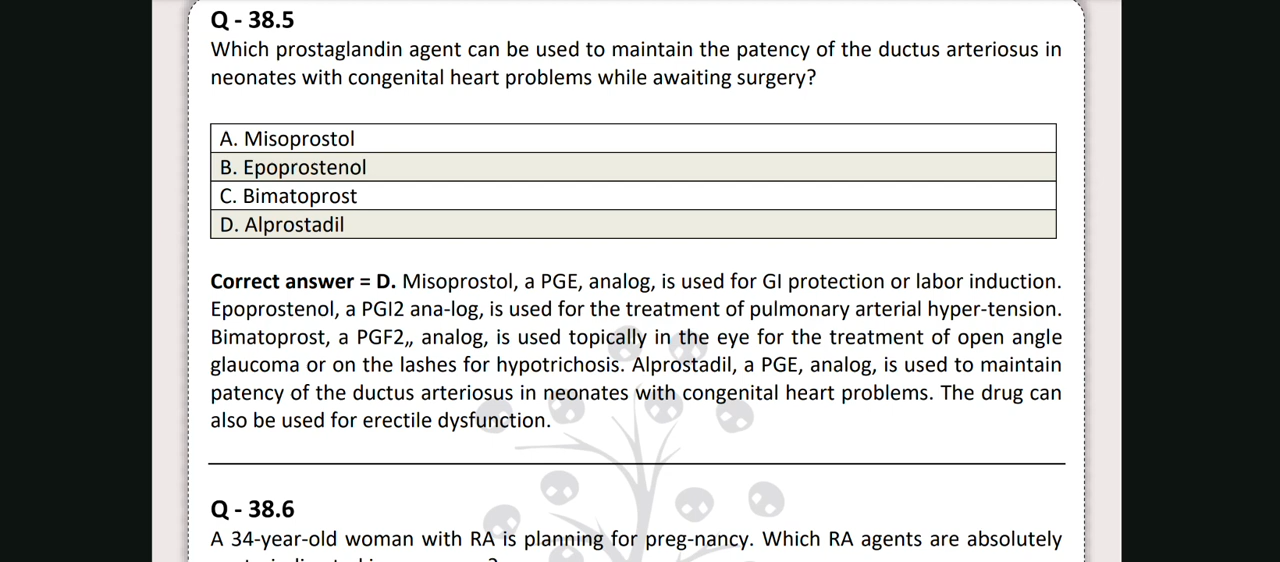 Q - 38.5
Which prostaglandin agent can be used to maintain the patency of the ductus arteriosus in
neonates with congenital heart problems while awaiting surgery?
A. Misoprostol
B. Epoprostenol
C. Bimatoprost
D. Alprostadil
Correct answer = D. Misoprostol, a PGE, analog, is used for GI protection or labor induction.
Epoprostenol, a PGI2 ana-log, is used for the treatment of pulmonary arterial hyper-tension.
Bimatoprost, a PGF2,, analog, is used topically in the eye for the treatment of open angle
glaucoma or on the lashes for hypotrichosis. Alprostadil, a PGE, analog, is used to maintain
patency of the ductus arteriosus in neonates with congenital heart problems. The drug can
also be used for erectile dysfunction.
Q - 38.6
A 34-year-old woman with RA is planning for preg-nancy. Which RA agents are absolutely